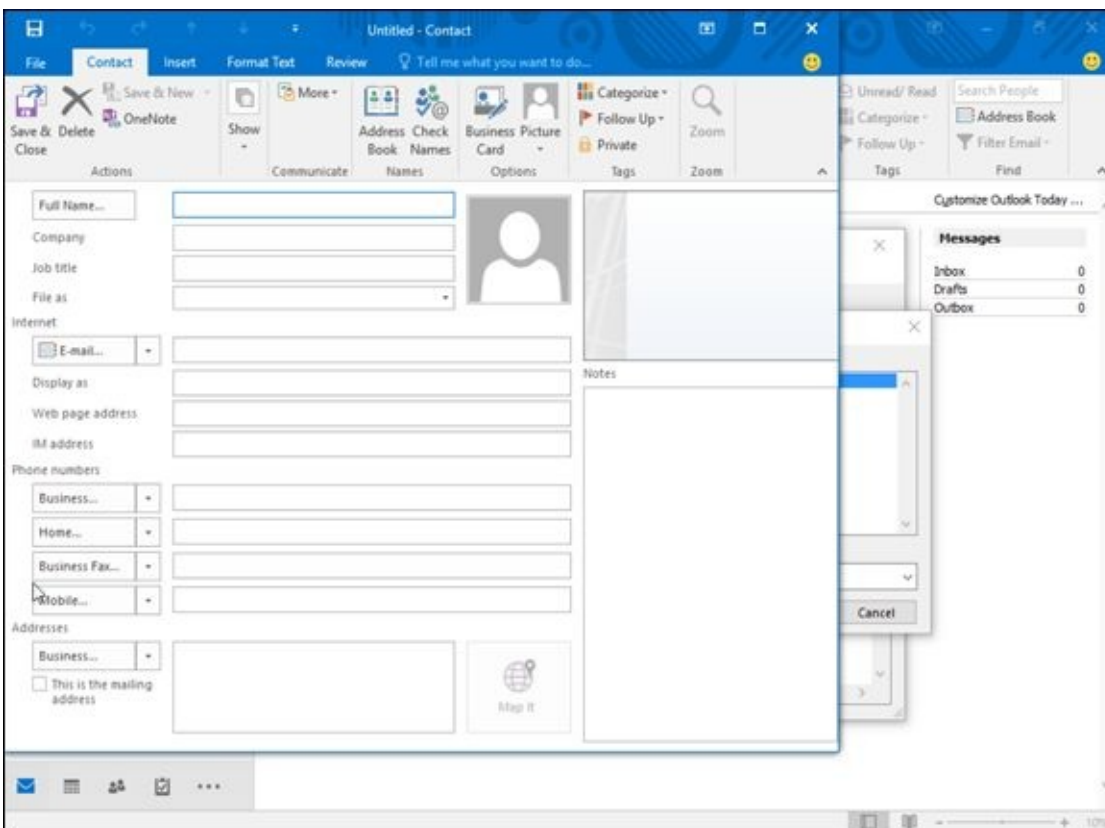 Untitled - Contact
File Contact Insert Format Text Review Tell me what you want to do...
Save & Close
Delete
Save & New
OneNote
Actions
Show
More
Communicate
Address Book
Check Names
Names
Business Card
Picture
Options
Categorize
Follow Up
Private
Tags
Zoom
Zoom
Unread/ Read
Categorize
Follow Up
Tags
Search People
Address Book
Filter Email
Find
Customize Outlook Today ...
Messages
Inbox 0
Drafts 0
Outbox 0
Full Name...
Company
Job title
File as
Internet
E-mail...
Display as
Web page address
IM address
Phone numbers
Business...
Home...
Business Fax...
Mobile...
Addresses
Business...
This is the mailing
address
Map It
Notes
Cancel